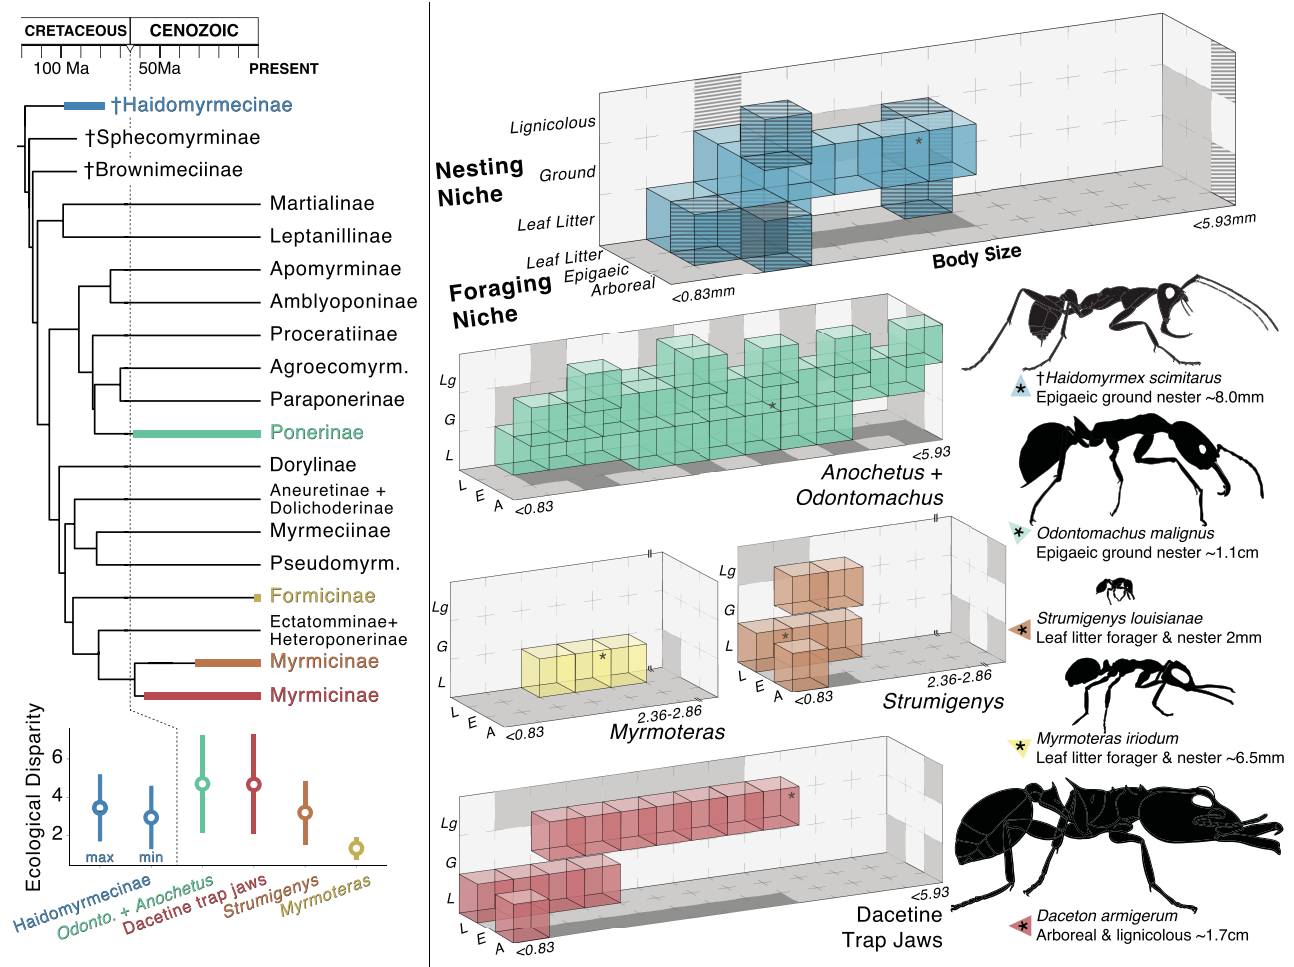 CRETACEOUS CENOZOIC
100 Ma 50Ma PRESENT
†Haidomyrmecinae
†Sphecomyrminae
†Brownimeciinae
Martialinae
Leptanillinae
Apomyrminae
Amblyoponinae
Proceratiinae
Agroecomyrm.
Paraponerinae
Ponerinae
Dorylinae
Aneuretinae +
Dolichoderinae
Myrmeciinae
Pseudomyrm.
Formicinae
Ectatomminae+
Heteroponerinae
Myrmicinae
Myrmicinae
Ecological Disparity
6
4
2
max min
Haidomyrmecinae
Odonto. + Anochetus
Dacetine trap jaws
Strumigenys
Myrmoteras
Nesting
Niche
Lignicolous
Ground
Leaf Litter
Foraging
Niche
Leaf Litter
Epigaeic
Arboreal
<0.83mm
Body Size
<5.93mm
*
Lg
G
L
L
E
A
<0.83
<5.93
*
Anochetus +
Odontomachus
Lg
G
L
L
E
A
<0.83
2.36-2.86
*
Myrmoteras
Lg
G
L
L
E
A
<0.83
2.36-2.86
*
Strumigenys
Lg
G
L
L
E
A
<0.83
<5.93
*
Dacetine
Trap Jaws
* †Haidomyrmex scimitarus
Epigaeic ground nester ~8.0mm
* Odontomachus malignus
Epigaeic ground nester ~1.1cm
* Strumigenys louisianae
Leaf litter forager & nester 2mm
* Myrmoteras iriodum
Leaf litter forager & nester ~6.5mm
* Daceton armigerum
Arboreal & lignicolous ~1.7cm